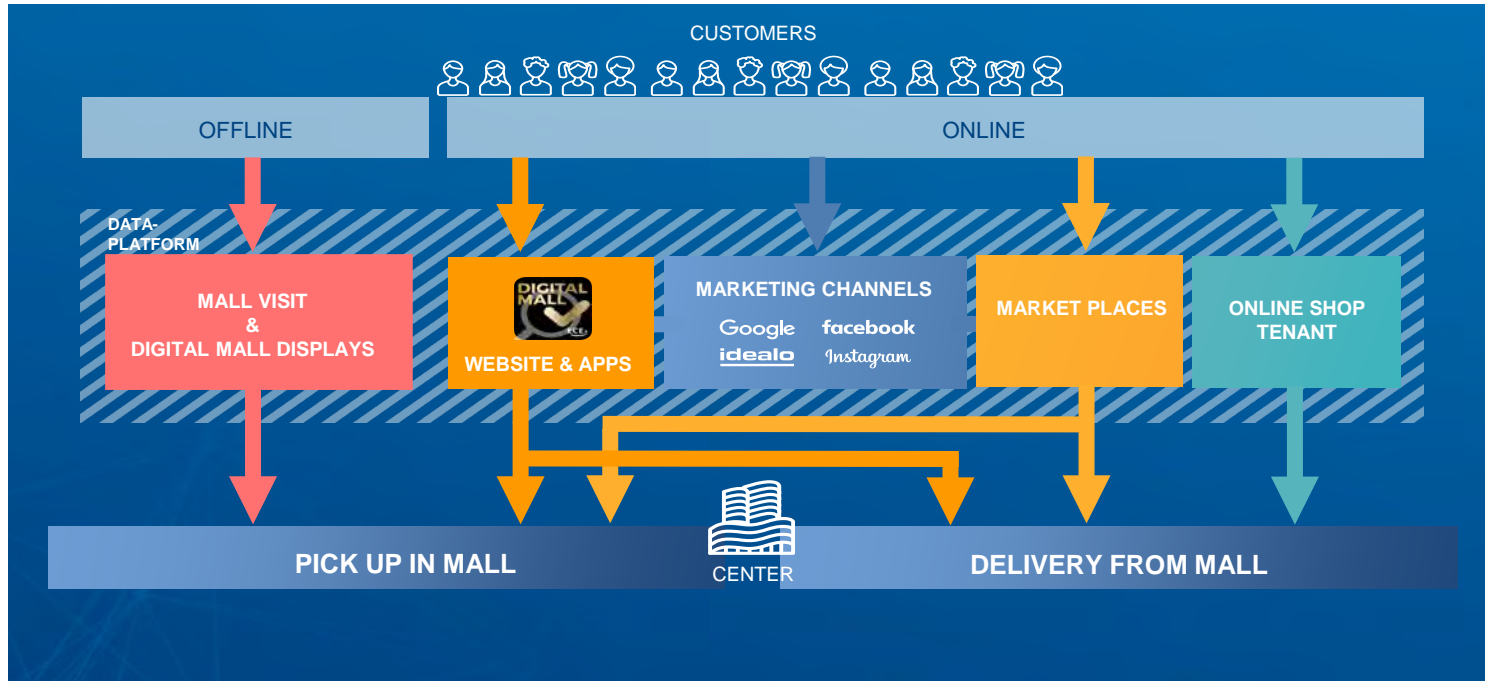 CUSTOMERS
OFFLINE
ONLINE
DATA-
PLATFORM
MALL VISIT
&
DIGITAL MALL DISPLAYS
DIGITAL
MALL
ECE
WEBSITE & APPS
MARKETING CHANNELS
Google facebook
idealo Instagram
MARKET PLACES
ONLINE SHOP
TENANT
PICK UP IN MALL
CENTER
DELIVERY FROM MALL